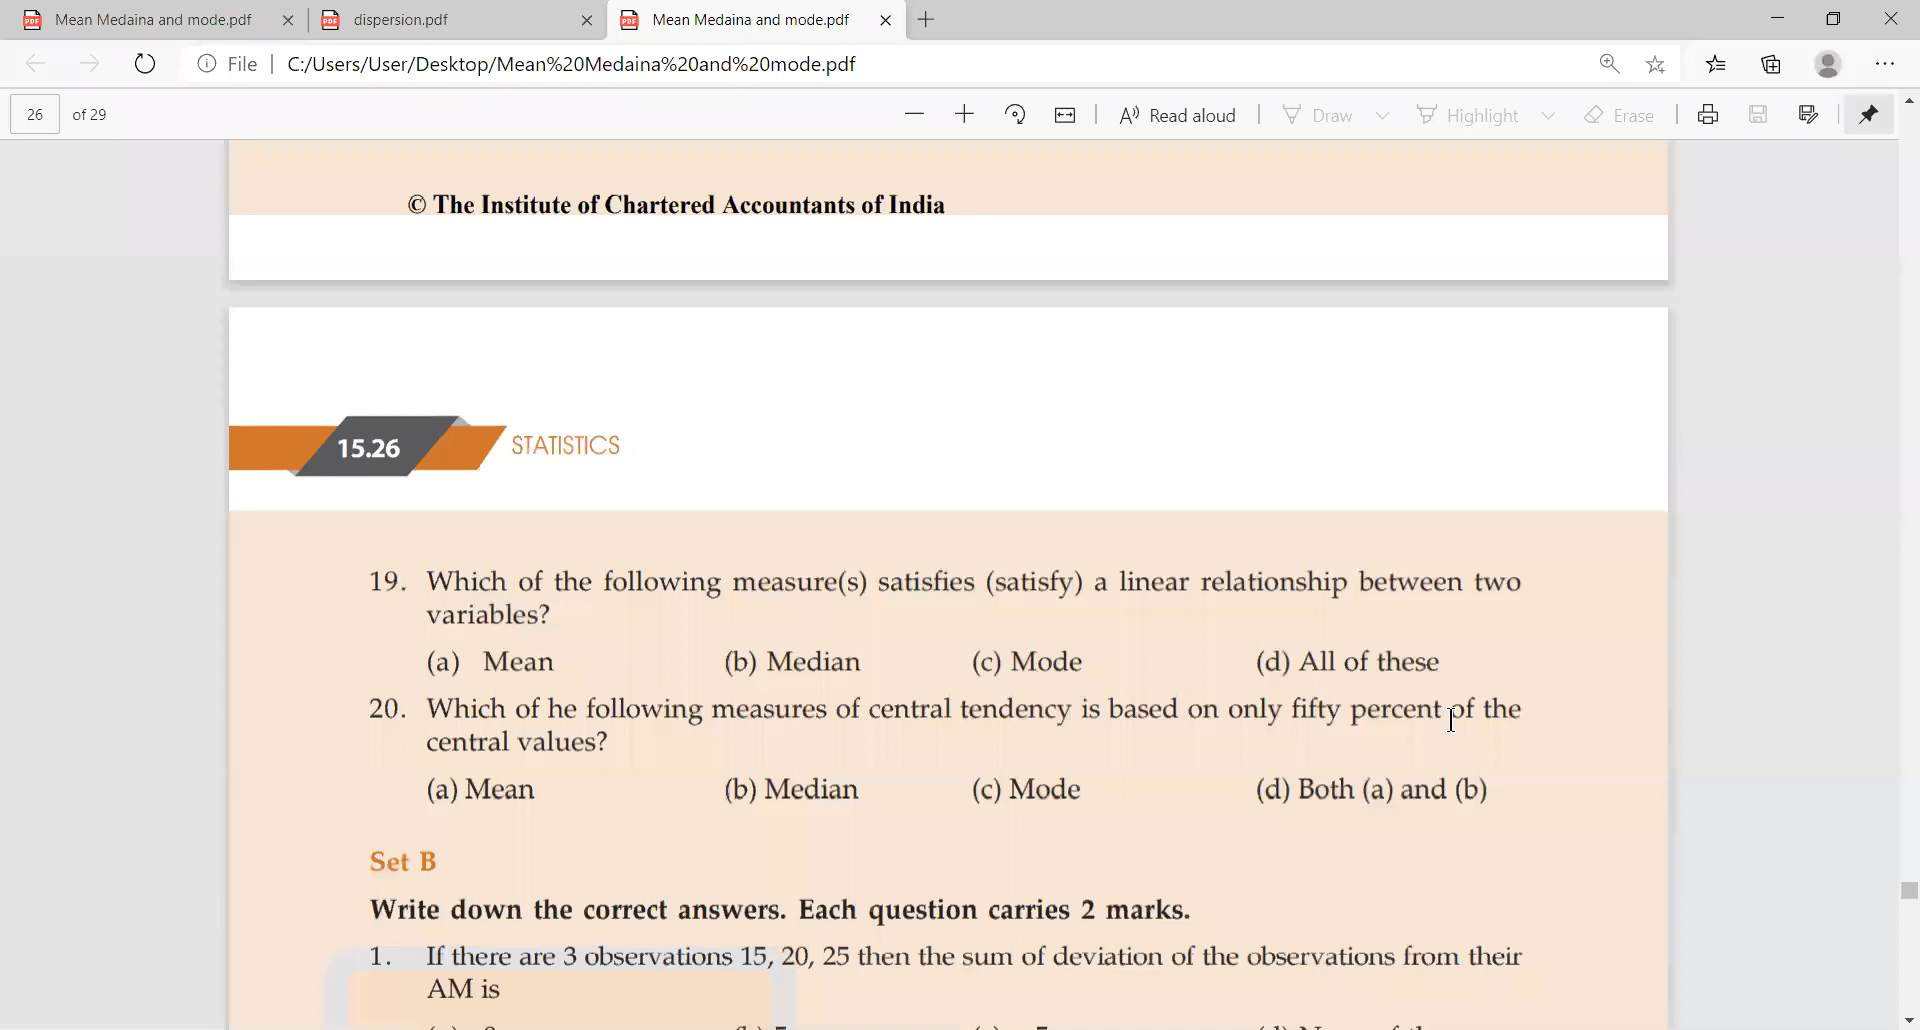 Mean Medaina and mode.pdf
dispersion.pdf
Mean Medaina and mode.pdf
File
C:/Users/User/Desktop/Mean%20Medaina%20and%20mode.pdf
26 of 29
Read aloud
Draw
Highlight
Erase
© The Institute of Chartered Accountants of India
15.26 STATISTICS
19. Which of the following measure(s) satisfies (satisfy) a linear relationship between two
variables?
(a) Mean (b) Median (c) Mode (d) All of these
20. Which of he following measures of central tendency is based on only fifty percent of the
central values?
(a) Mean (b) Median (c) Mode (d) Both (a) and (b)
Set B
Write down the correct answers. Each question carries 2 marks.
1. If there are 3 observations 15, 20, 25 then the sum of deviation of the observations from their
AM is